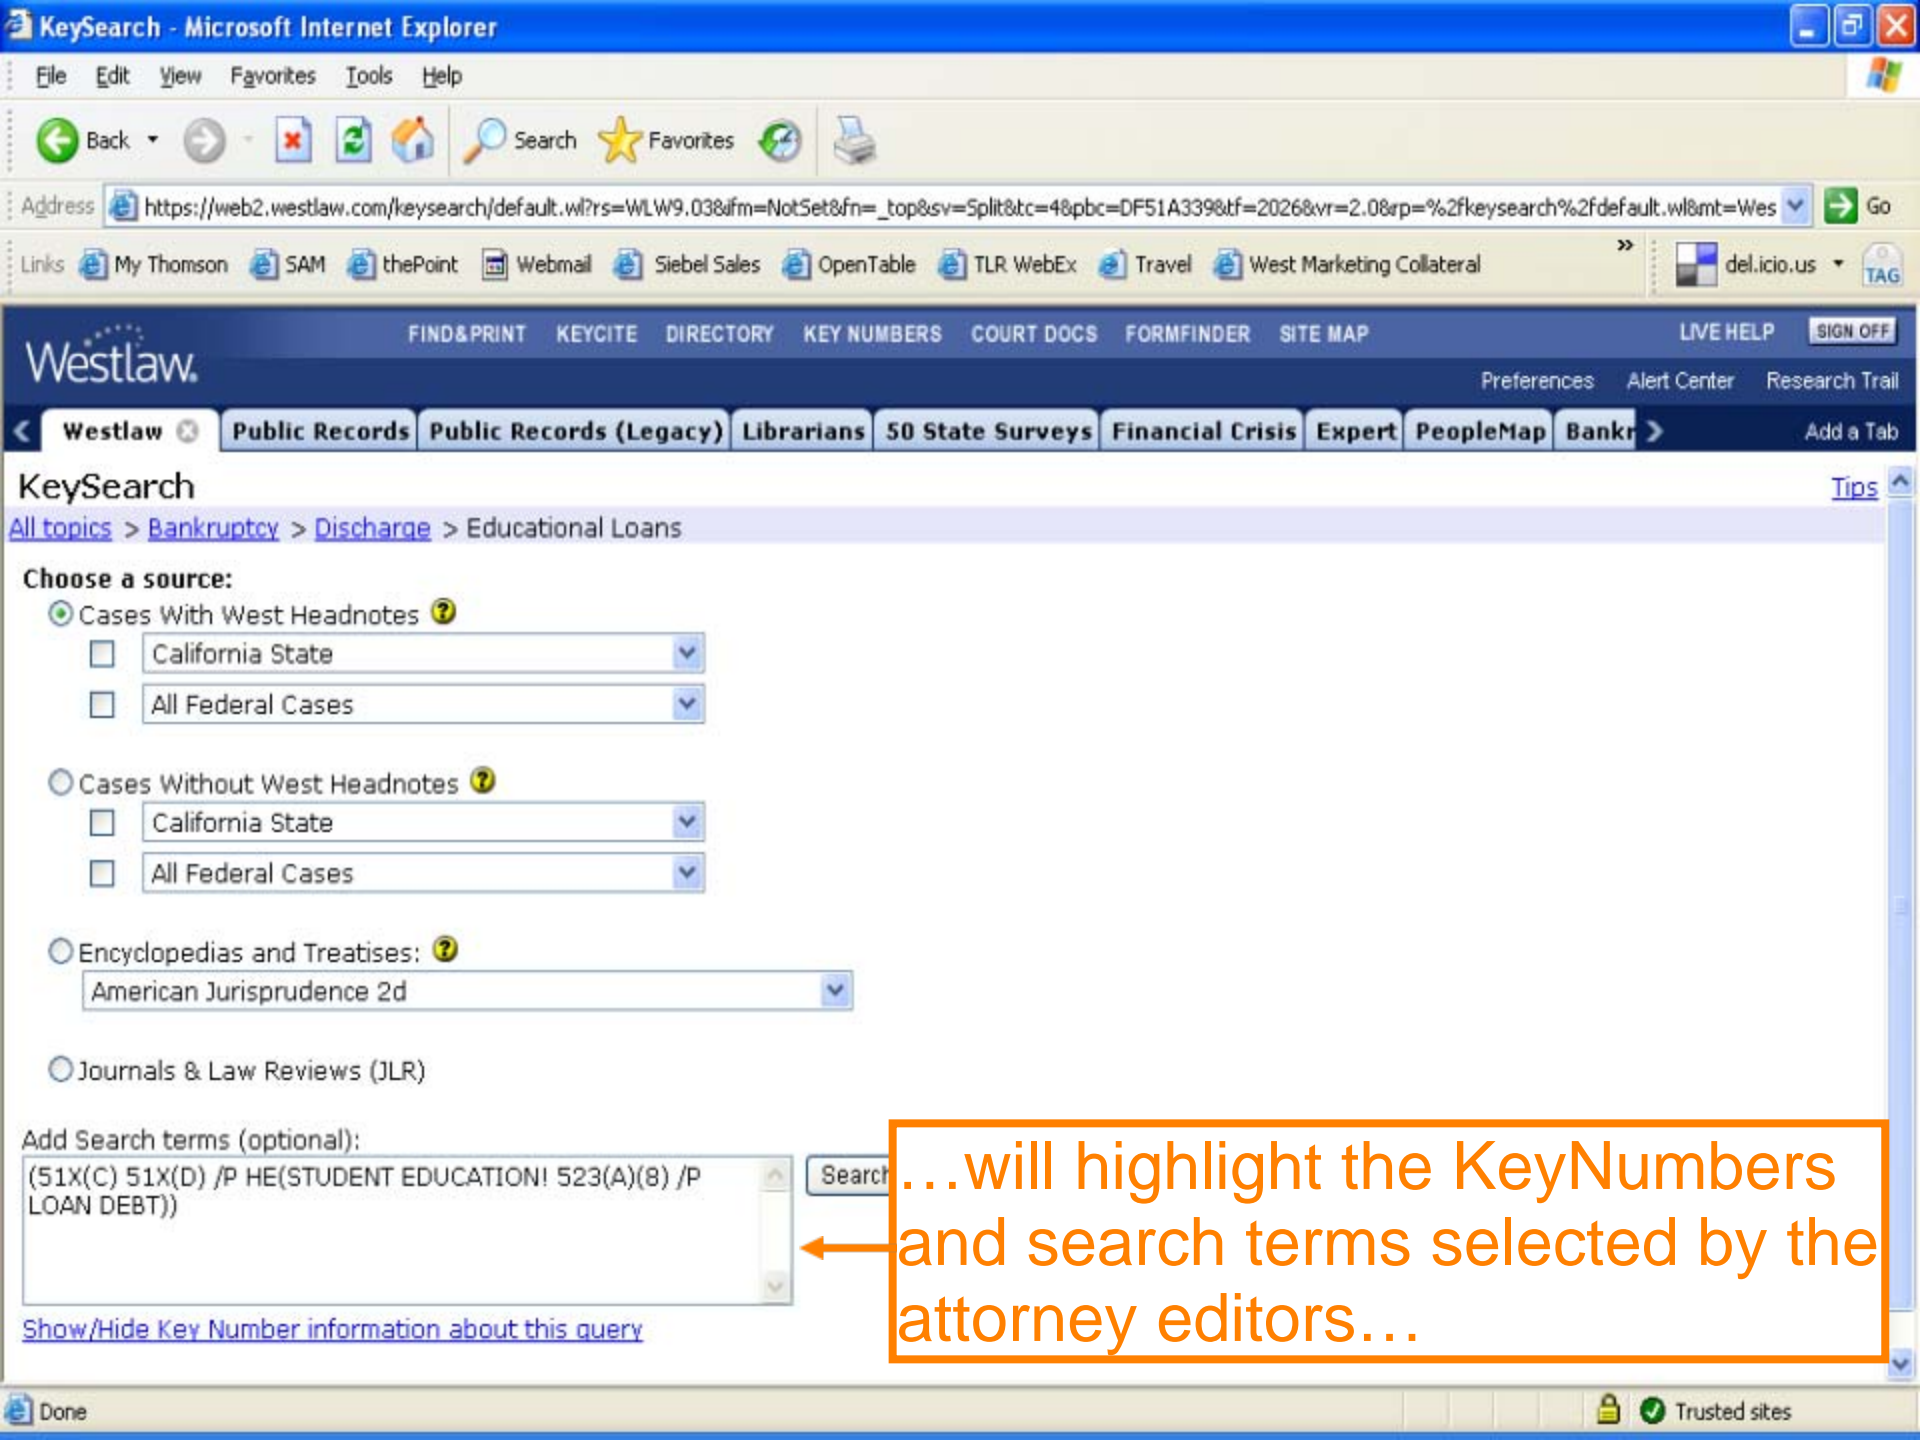 KeySearch - Microsoft Internet Explorer
File Edit View Favorites Tools Help
Back Search Favorites
Address https://web2.westlaw.com/keysearch/default.wl?rs=WLW9.03&ifm=NotSet&fn=_top&sv=Split&tc=4&pbc=DF51A339&tf=2026&vr=2.0&rp=%2fkeysearch%2fdefault.wl&mt=Wes Go
Links My Thomson SAM thePoint Webmail Siebel Sales OpenTable TLR WebEx Travel West Marketing Collateral » del.icio.us TAG
FIND&PRINT KEYCITE DIRECTORY KEY NUMBERS COURT DOCS FORMFINDER SITE MAP LIVE HELP SIGN OFF
Westlaw.
Preferences Alert Center Research Trail
Westlaw Public Records Public Records (Legacy) Librarians 50 State Surveys Financial Crisis Expert PeopleMap Bankr Add a Tab
KeySearch Tips
All topics > Bankruptcy > Discharge > Educational Loans
Choose a source:
Cases With West Headnotes ?
California State
All Federal Cases
Cases Without West Headnotes ?
California State
All Federal Cases
Encyclopedias and Treatises: ?
American Jurisprudence 2d
Journals & Law Reviews (JLR)
Add Search terms (optional):
(51X(C) 51X(D) /P HE(STUDENT EDUCATION! 523(A)(8) /P
LOAN DEBT))
Search
…will highlight the KeyNumbers
and search terms selected by the
attorney editors…
Show/Hide Key Number information about this query
Done Trusted sites